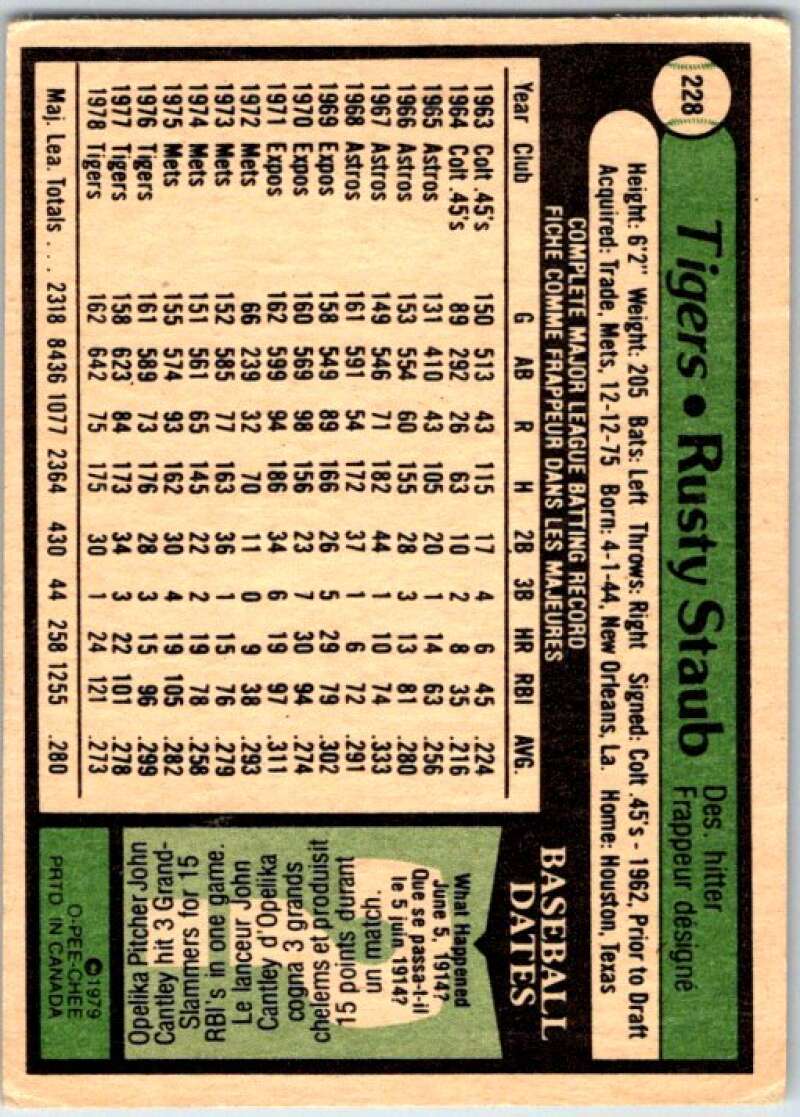 228
Tigers • Rusty Staub
Des. hitter
Frappeur désigné
Height: 6'2" Weight: 205 Bats: Left Throws: Right Signed: Colt .45's - 1962, Prior to Draft
Acquired: Trade, Mets, 12-12-75 Born: 4-1-44, New Orleans, La. Home: Houston, Texas
COMPLETE MAJOR LEAGUE BATTING RECORD
FICHE COMME FRAPPEUR DANS LES MAJEURES
Year Club G AB R H 2B 3B HR RBI AVG.
1963 Colt .45's 150 513 43 115 17 4 6 45 .224
1964 Colt .45's 89 292 26 63 10 2 8 35 .216
1965 Astros 131 410 43 105 20 1 14 63 .256
1966 Astros 153 554 60 155 28 3 13 81 .280
1967 Astros 149 546 71 182 44 1 10 74 .333
1968 Astros 161 591 54 172 37 1 6 72 .291
1969 Expos 158 549 89 166 26 5 29 79 .302
1970 Expos 160 569 98 156 23 7 30 94 .274
1971 Expos 162 599 94 186 34 6 19 97 .311
1972 Mets 66 239 32 70 11 0 9 38 .293
1973 Mets 152 585 77 163 36 1 15 76 .279
1974 Mets 151 561 65 145 22 2 19 78 .258
1975 Mets 155 574 93 162 30 4 19 105 .282
1976 Tigers 161 589 73 176 28 3 15 96 .299
1977 Tigers 158 623 84 173 34 3 22 101 .278
1978 Tigers 162 642 75 175 30 1 24 121 .273
Maj. Lea. Totals . . . 2318 8436 1077 2364 430 44 258 1255 .280
BASEBALL
DATES
What Happened
June 5, 1914?
Que se passa-t-il
le 5 juin 1914?
Opelika Pitcher John
Cantley hit 3 Grand-
Slammers for 15
RBI's in one game.
Le lanceur John
Cantley d'Opelika
cogna 3 grands
chelems et produisit
15 points durant
un match.
©1979
O-PEE-CHEE
PRTD IN CANADA